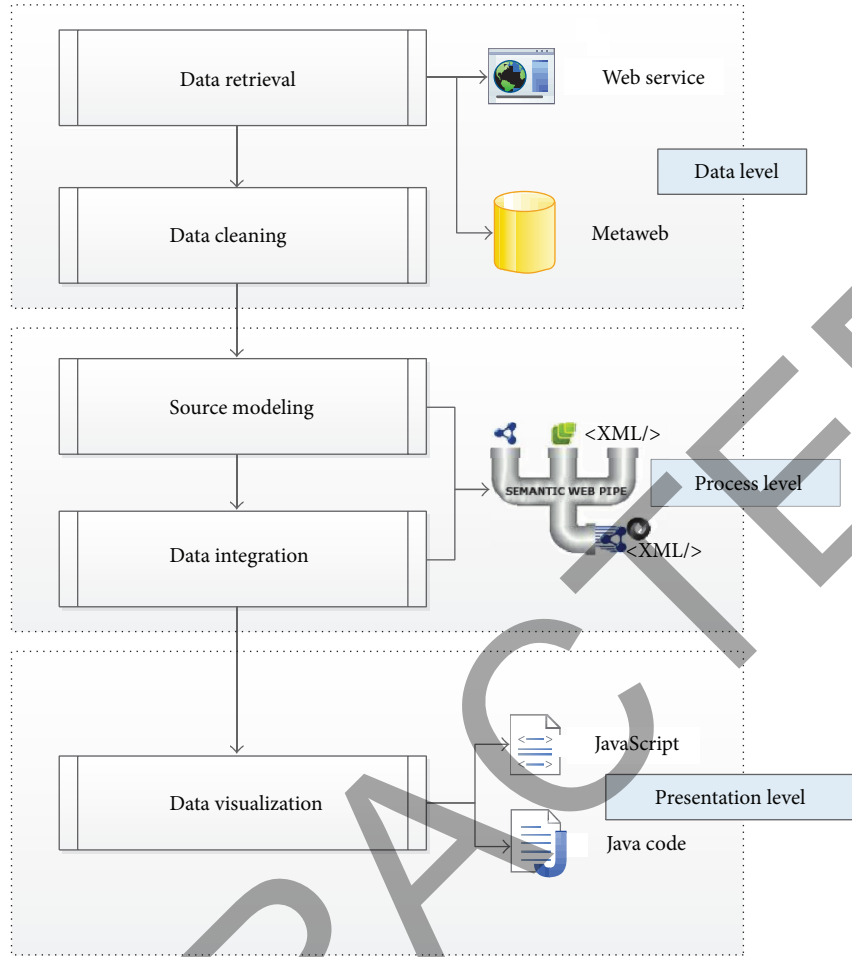 Data retrieval
Web service
Data level
Data cleaning
Metaweb
Source modeling
<XML/>
SEMANTIC WEB PIPE
Process level
Data integration
<XML/>
JavaScript
Data visualization
Presentation level
Java code